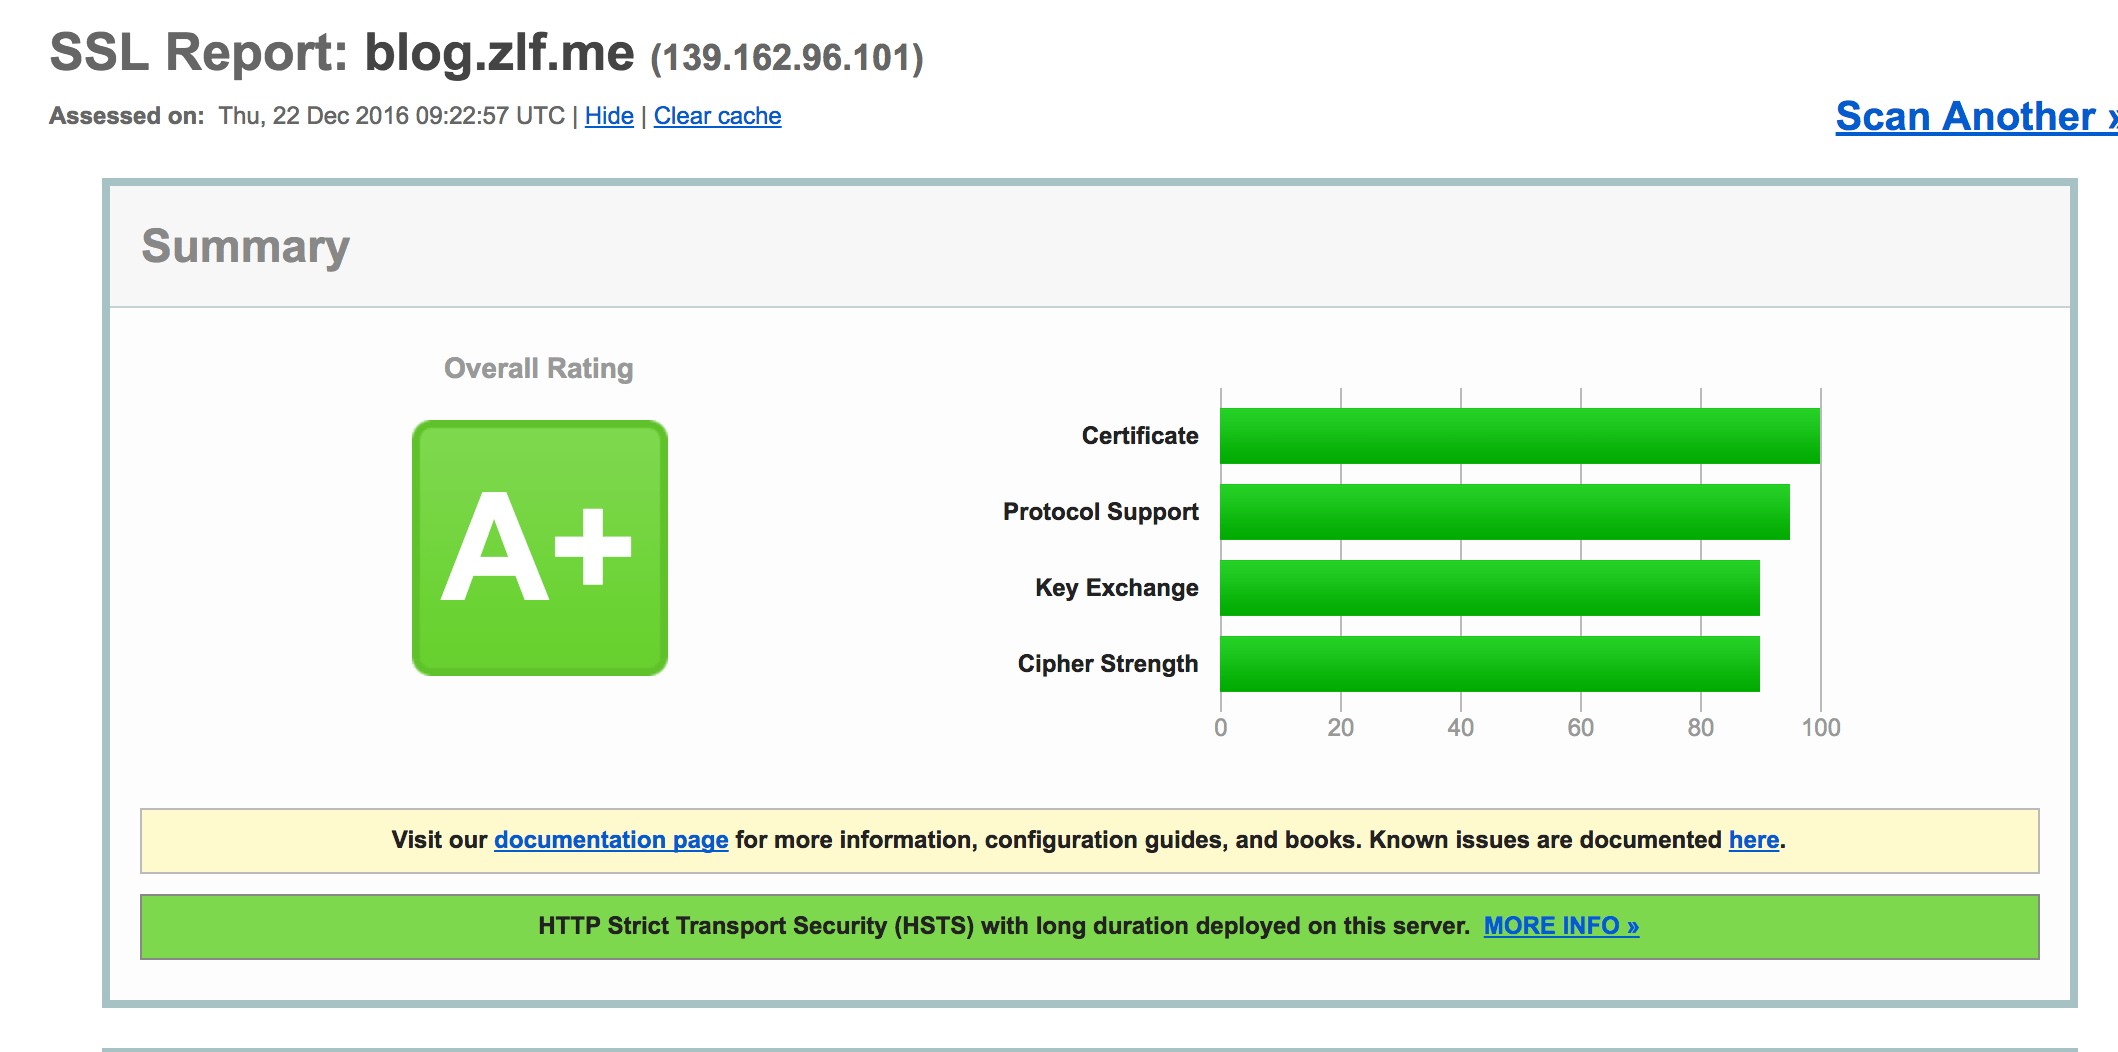 SSL Report: blog.zlf.me (139.162.96.101)
Assessed on: Thu, 22 Dec 2016 09:22:57 UTC | Hide | Clear cache
Scan Another »
Summary
Overall Rating
A+
Certificate
Protocol Support
Key Exchange
Cipher Strength
0 20 40 60 80 100
Visit our documentation page for more information, configuration guides, and books. Known issues are documented here.
HTTP Strict Transport Security (HSTS) with long duration deployed on this server. MORE INFO »